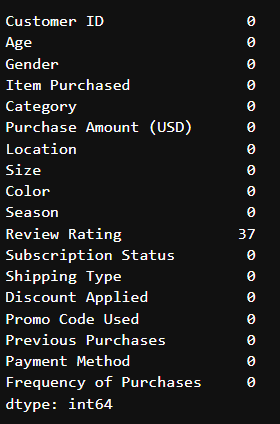 Customer ID 0
Age 0
Gender 0
Item Purchased 0
Category 0
Purchase Amount (USD) 0
Location 0
Size 0
Color 0
Season 0
Review Rating 37
Subscription Status 0
Shipping Type 0
Discount Applied 0
Promo Code Used 0
Previous Purchases 0
Payment Method 0
Frequency of Purchases 0
dtype: int64